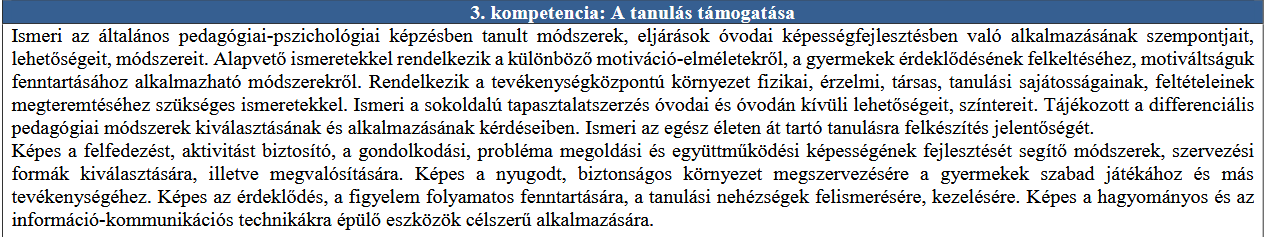 3. kompetencia: A tanulás támogatása
Ismeri az általános pedagógiai-pszichológiai képzésben tanult módszerek, eljárások óvodai képességfejlesztésben való alkalmazásának szempontjait,
lehetőségeit, módszereit. Alapvető ismeretekkel rendelkezik a különböző motiváció-elméletekről, a gyermekek érdeklődésének felkeltéséhez, motiváltságuk
fenntartásához alkalmazható módszerekről. Rendelkezik a tevékenységközpontú környezet fizikai, érzelmi, társas, tanulási sajátosságainak, feltételeinek
megteremtéséhez szükséges ismeretekkel. Ismeri a sokoldalú tapasztalatszerzés óvodai és óvodán kívüli lehetőségeit, színtereit. Tájékozott a differenciális
pedagógiai módszerek kiválasztásának és alkalmazásának kérdéseiben. Ismeri az egész életen át tartó tanulásra felkészítés jelentőségét.
Képes a felfedezést, aktivitást biztosító, a gondolkodási, probléma megoldási és együttműködési képességének fejlesztését segítő módszerek, szervezési
formák kiválasztására, illetve megvalósítására. Képes a nyugodt, biztonságos környezet megszervezésére a gyermekek szabad játékához és más
tevékenységéhez. Képes az érdeklődés, a figyelem folyamatos fenntartására, a tanulási nehézségek felismerésére, kezelésére. Képes a hagyományos és az
információ-kommunikációs technikákra épülő eszközök célszerű alkalmazására.